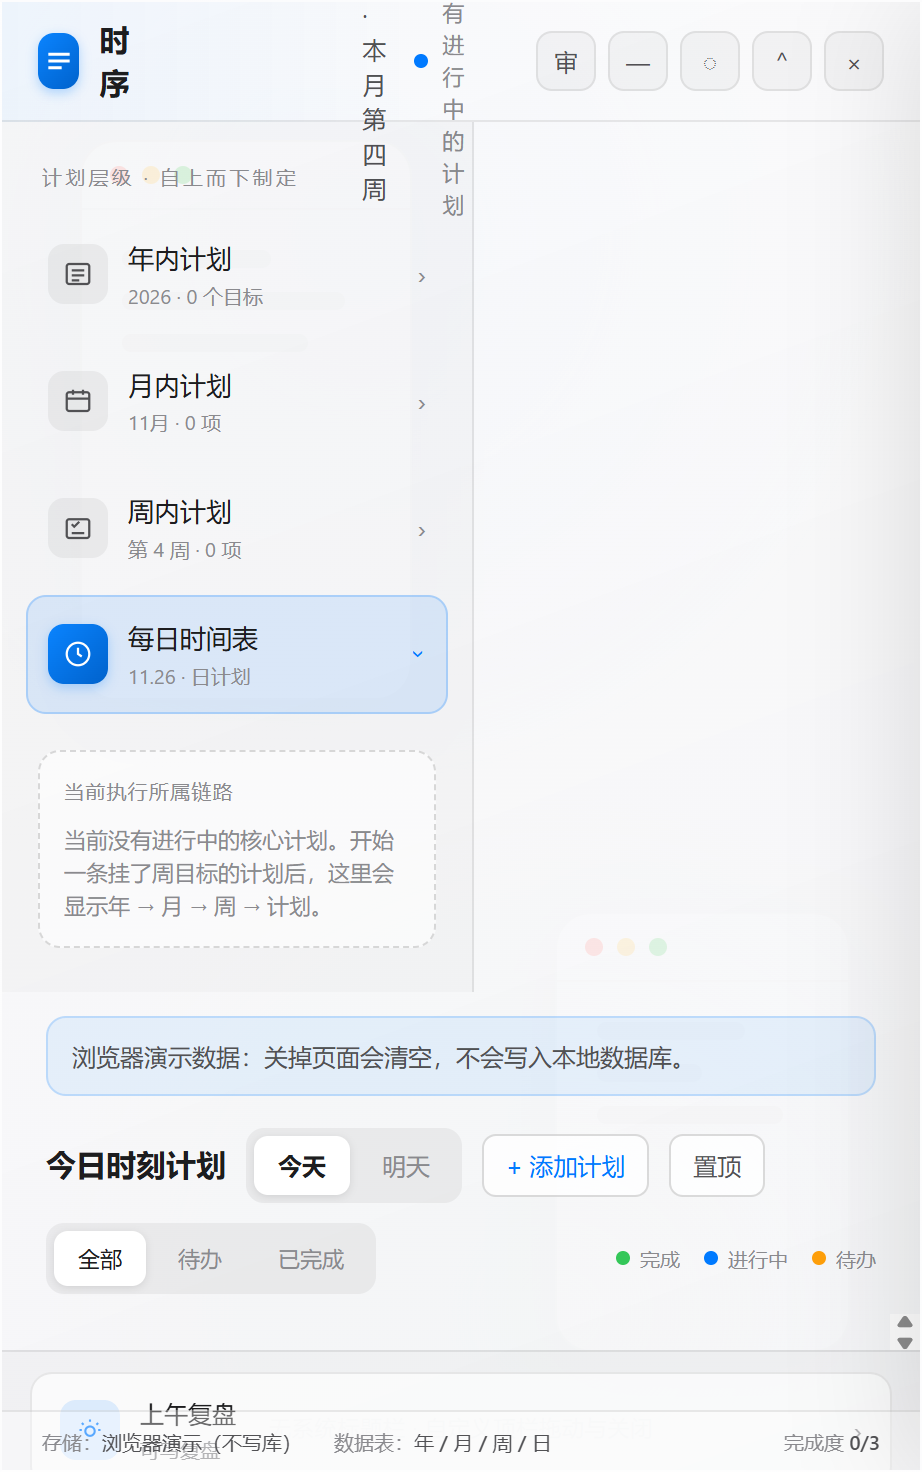 时
序
·
本
月
第
四
周
有
进
行
中
的
计
划
审
计划层级 · 自上而下制定
年内计划
2026 · 0 个目标
月内计划
11月 · 0 项
周内计划
第 4 周 · 0 项
每日时间表
11.26 · 日计划
当前执行所属链路
当前没有进行中的核心计划。开始
一条挂了周目标的计划后，这里会
显示年 → 月 → 周 → 计划。
浏览器演示数据：关掉页面会清空，不会写入本地数据库。
今日时刻计划 今天 明天 + 添加计划 置顶
全部 待办 已完成 完成 进行中 待办
上午复盘
存储：浏览器演示（不写库） 数据表：年 / 月 / 周 / 日 完成度 0/3